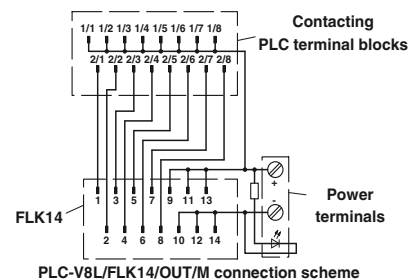 Contacting
PLC terminal blocks
1/1 1/2 1/3 1/4 1/5 1/6 1/7 1/8
2/1 2/2 2/3 2/4 2/5 2/6 2/7 2/8
+
-
Power
terminals
FLK14
1 3 5 7 9 11 13
2 4 6 8 10 12 14
PLC-V8L/FLK14/OUT/M connection scheme